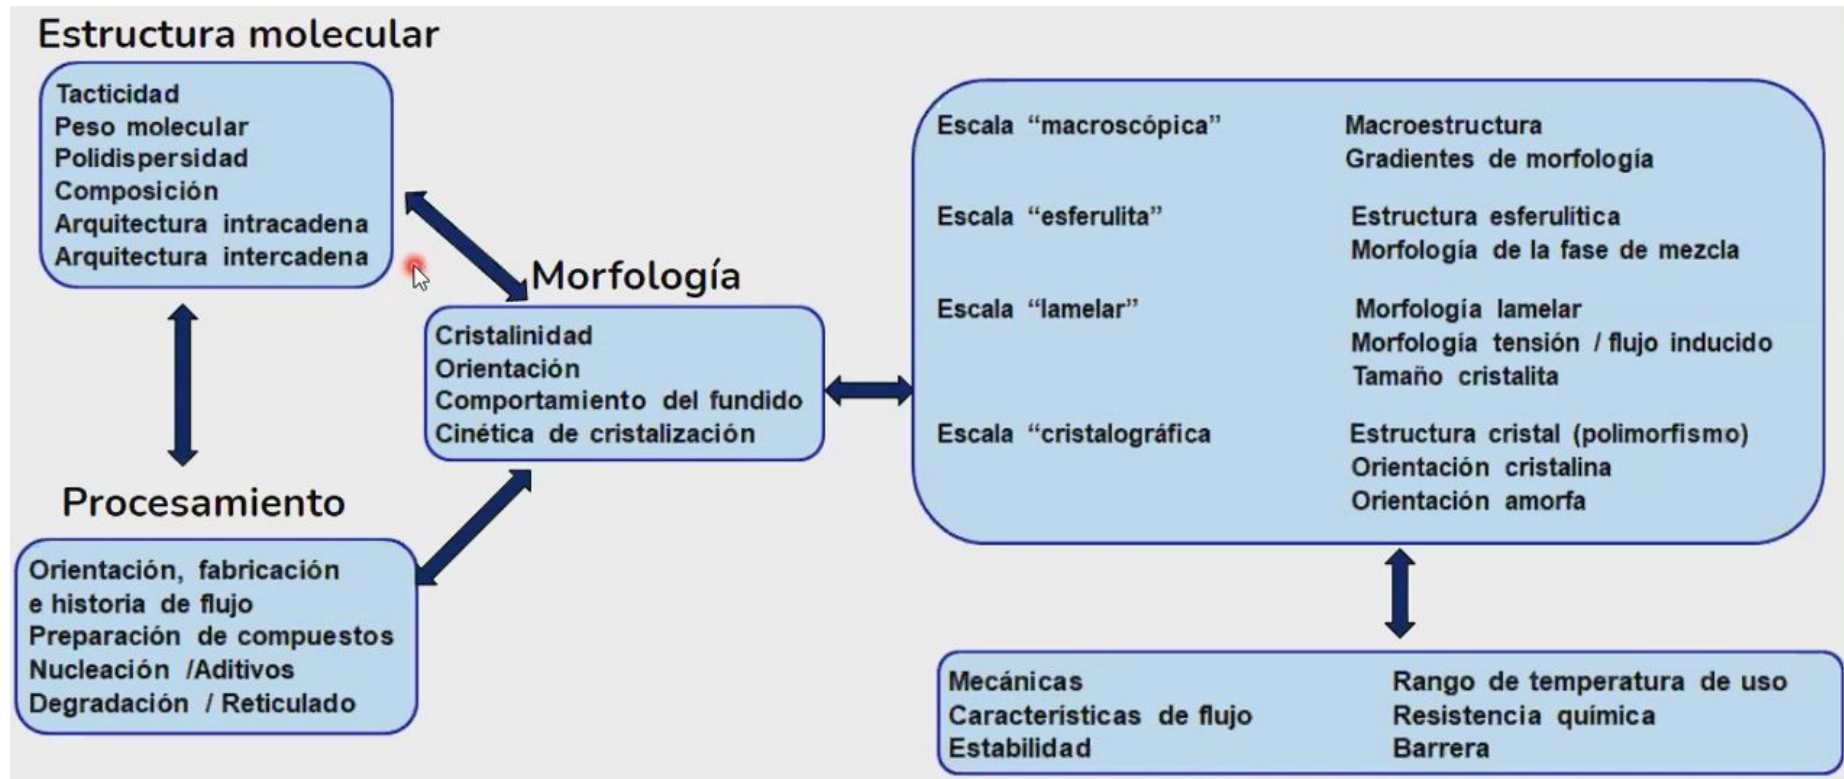 Estructura molecular
Tacticidad
Peso molecular
Polidispersidad
Composición
Arquitectura intracadena
Arquitectura intercadena
Morfología
Cristalinidad
Orientación
Comportamiento del fundido
Cinética de cristalización
Procesamiento
Orientación, fabricación
e historia de flujo
Preparación de compuestos
Nucleación /Aditivos
Degradación / Reticulado
Escala “macroscópica” Macroestructura
Gradientes de morfología
Escala “esferulita” Estructura esferulítica
Morfología de la fase de mezcla
Escala “lamelar” Morfología lamelar
Morfología tensión / flujo inducido
Tamaño cristalita
Escala “cristalográfica Estructura cristal (polimorfismo)
Orientación cristalina
Orientación amorfa
Mecánicas Rango de temperatura de uso
Características de flujo Resistencia química
Estabilidad Barrera